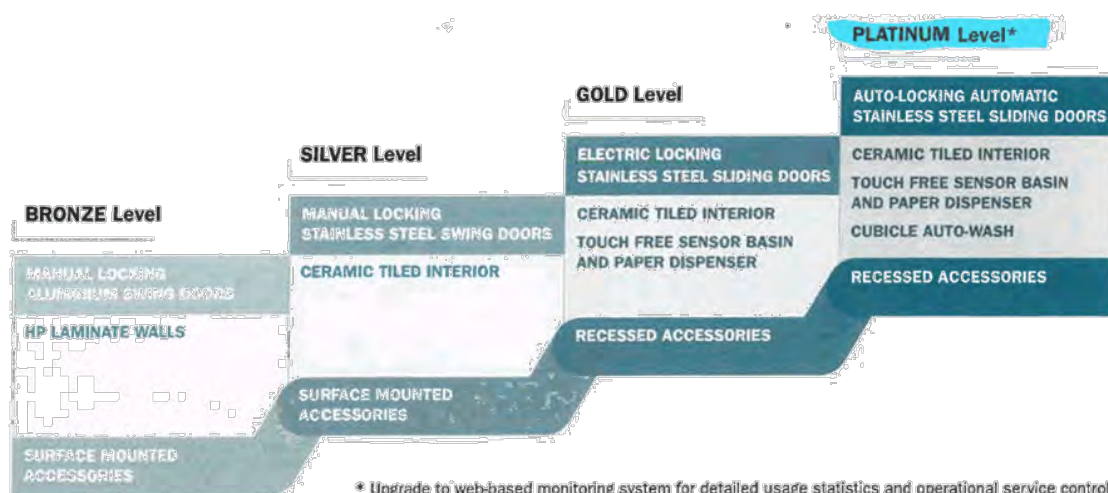 BRONZE Level
MANUAL LOCKING
ALUMINIUM SWING DOORS
HP LAMINATE WALLS
SURFACE MOUNTED
ACCESSORIES
SILVER Level
MANUAL LOCKING
STAINLESS STEEL SWING DOORS
CERAMIC TILED INTERIOR
SURFACE MOUNTED
ACCESSORIES
GOLD Level
ELECTRIC LOCKING
STAINLESS STEEL SLIDING DOORS
CERAMIC TILED INTERIOR
TOUCH FREE SENSOR BASIN
AND PAPER DISPENSER
RECESSED ACCESSORIES
PLATINUM Level*
AUTO-LOCKING AUTOMATIC
STAINLESS STEEL SLIDING DOORS
CERAMIC TILED INTERIOR
TOUCH FREE SENSOR BASIN
AND PAPER DISPENSER
CUBICLE AUTO-WASH
RECESSED ACCESSORIES
* Upgrade to web-based monitoring system for detailed usage statistics and operational service control